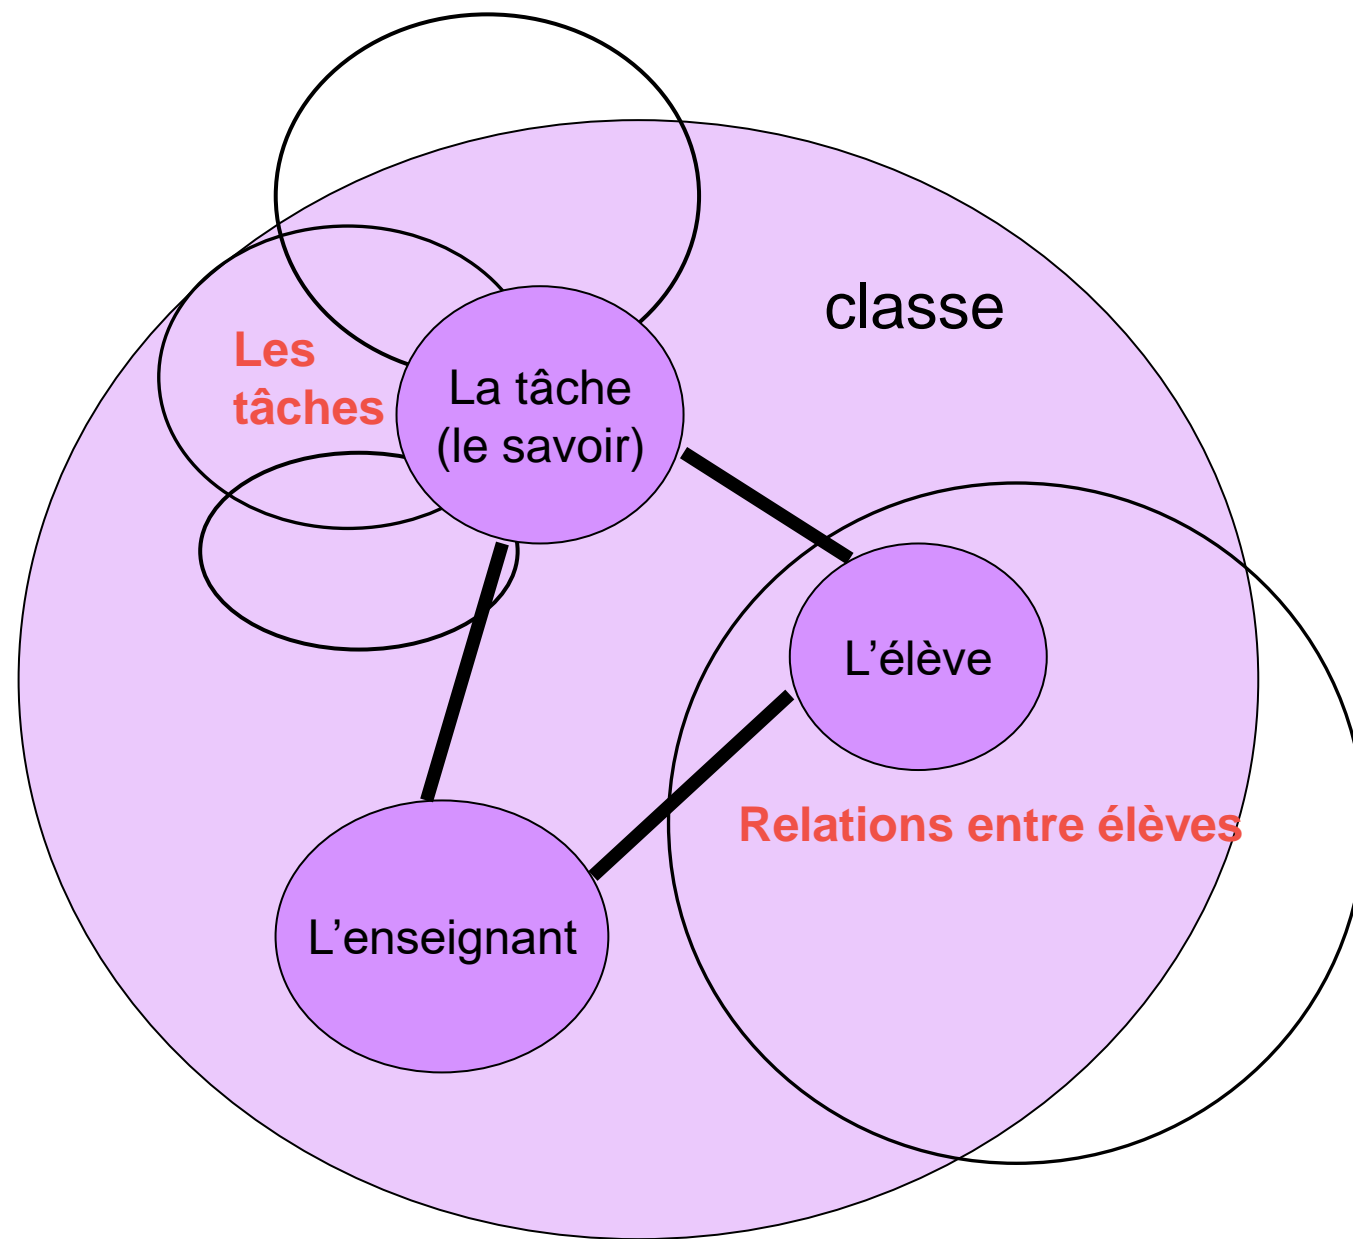 classe
Les
tâches
La tâche
(le savoir)
L’élève
Relations entre élèves
L’enseignant